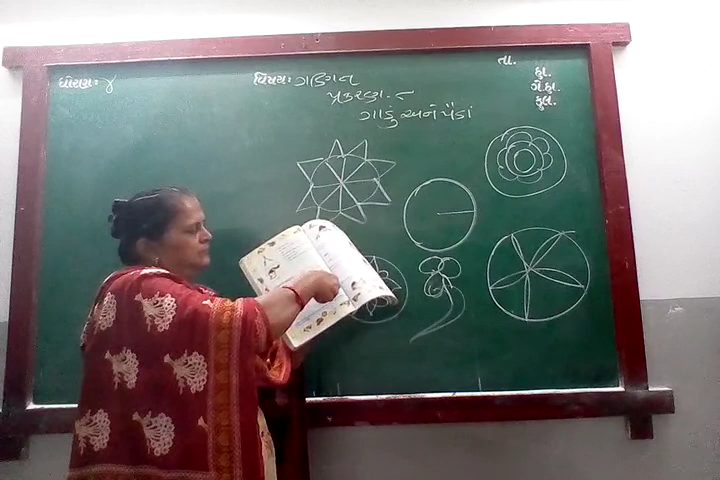 ધોરણ: ૪
વિષય: ગણિત
પ્રકરણ. ૮
ગાડું અને પૈડાં
તા.
હા.
ગે.હા.
કુલ.